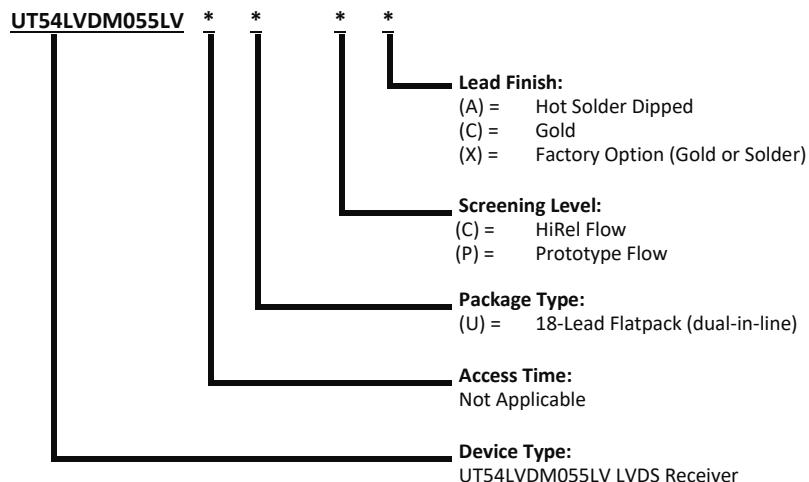 UT54LVDM055LV * * * *
Lead Finish:
(A) = Hot Solder Dipped
(C) = Gold
(X) = Factory Option (Gold or Solder)
Screening Level:
(C) = HiRel Flow
(P) = Prototype Flow
Package Type:
(U) = 18-Lead Flatpack (dual-in-line)
Access Time:
Not Applicable
Device Type:
UT54LVDM055LV LVDS Receiver